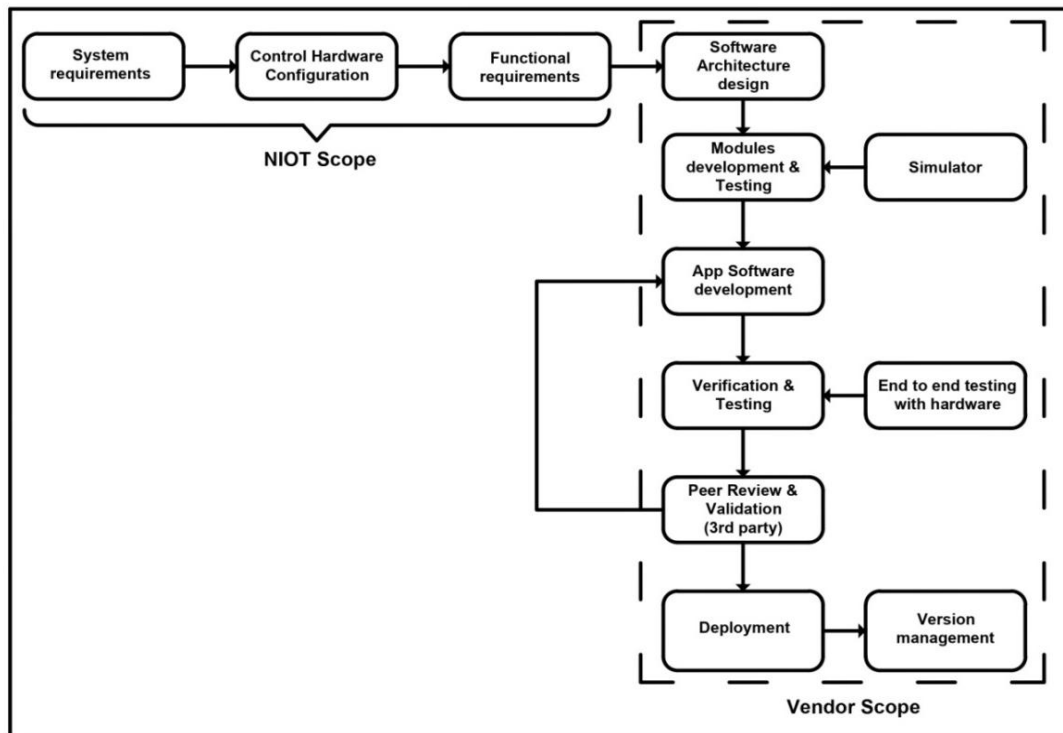 System
requirements
Control Hardware
Configuration
Functional
requirements
NIOT Scope
Software
Architecture
design
Modules
development &
Testing
Simulator
App Software
development
Verification &
Testing
End to end testing
with hardware
Peer Review &
Validation
(3rd party)
Deployment
Version
management
Vendor Scope